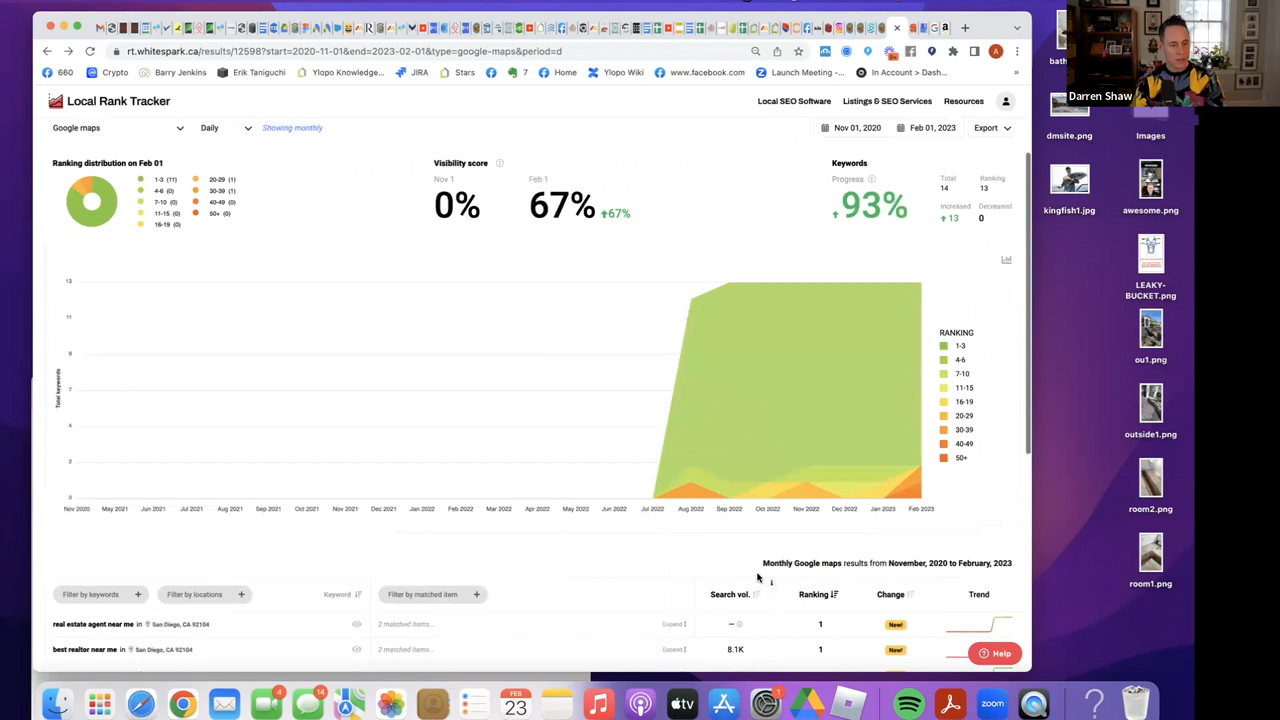 rt.whitespark.ca/results/12598?start=2020-11-01&end=2023-02-01&type=google-maps&period=d
A
660
Crypto
Barry Jenkins
Erik Taniguchi
Ylopo Knowledge...
JIRA
Stars
7
Home
Ylopo Wiki
www.facebook.com
Launch Meeting -...
In Account > Dash...
»
Darren Shaw
Local Rank Tracker
Local SEO Software
Listings & SEO Services
Resources
Google maps
Daily
Showing monthly
Nov 01, 2020
Feb 01, 2023
Export
Ranking distribution on Feb 01
1-3 (11)
4-6 (0)
7-10 (0)
11-15 (0)
16-19 (0)
20-29 (1)
30-39 (1)
40-49 (0)
50+ (0)
Visibility score
Nov 1
0%
Feb 1
67%
67%
Keywords
Progress
93%
Total
14
Ranking
13
Increased
13
Decreased
0
Total keywords
13
11
9
7
4
2
0
Nov 2020 May 2021 Jun 2021 Jul 2021 Aug 2021 Sep 2021 Oct 2021 Nov 2021 Dec 2021 Jan 2022 Feb 2022 Mar 2022 Apr 2022 May 2022 Jun 2022 Jul 2022 Aug 2022 Sep 2022 Oct 2022 Nov 2022 Dec 2022 Jan 2023 Feb 2023
RANKING
1-3
4-6
7-10
11-15
16-19
20-29
30-39
40-49
50+
Monthly Google maps results from November, 2020 to February, 2023
Filter by keywords +
Filter by locations +
Keyword
Filter by matched item +
Search vol.
Ranking
Change
Trend
real estate agent near me in San Diego, CA 92104
2 matched items...
Expand
–
1
New!
best realtor near me in San Diego, CA 92104
2 matched items...
Expand
8.1K
1
New!
Help
bath
dmsite.png
Images
kingfish1.jpg
awesome.png
LEAKY-
BUCKET.png
ou1.png
outside1.png
room2.png
room1.png
4
14
FEB
23
tv
1
zoom